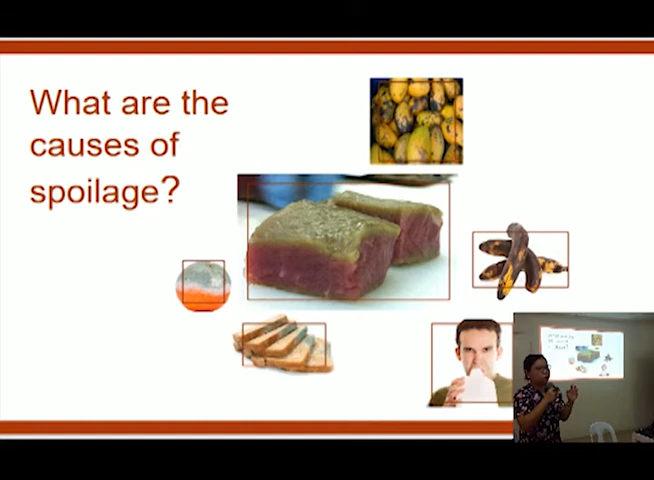 What are the
causes of
spoilage?